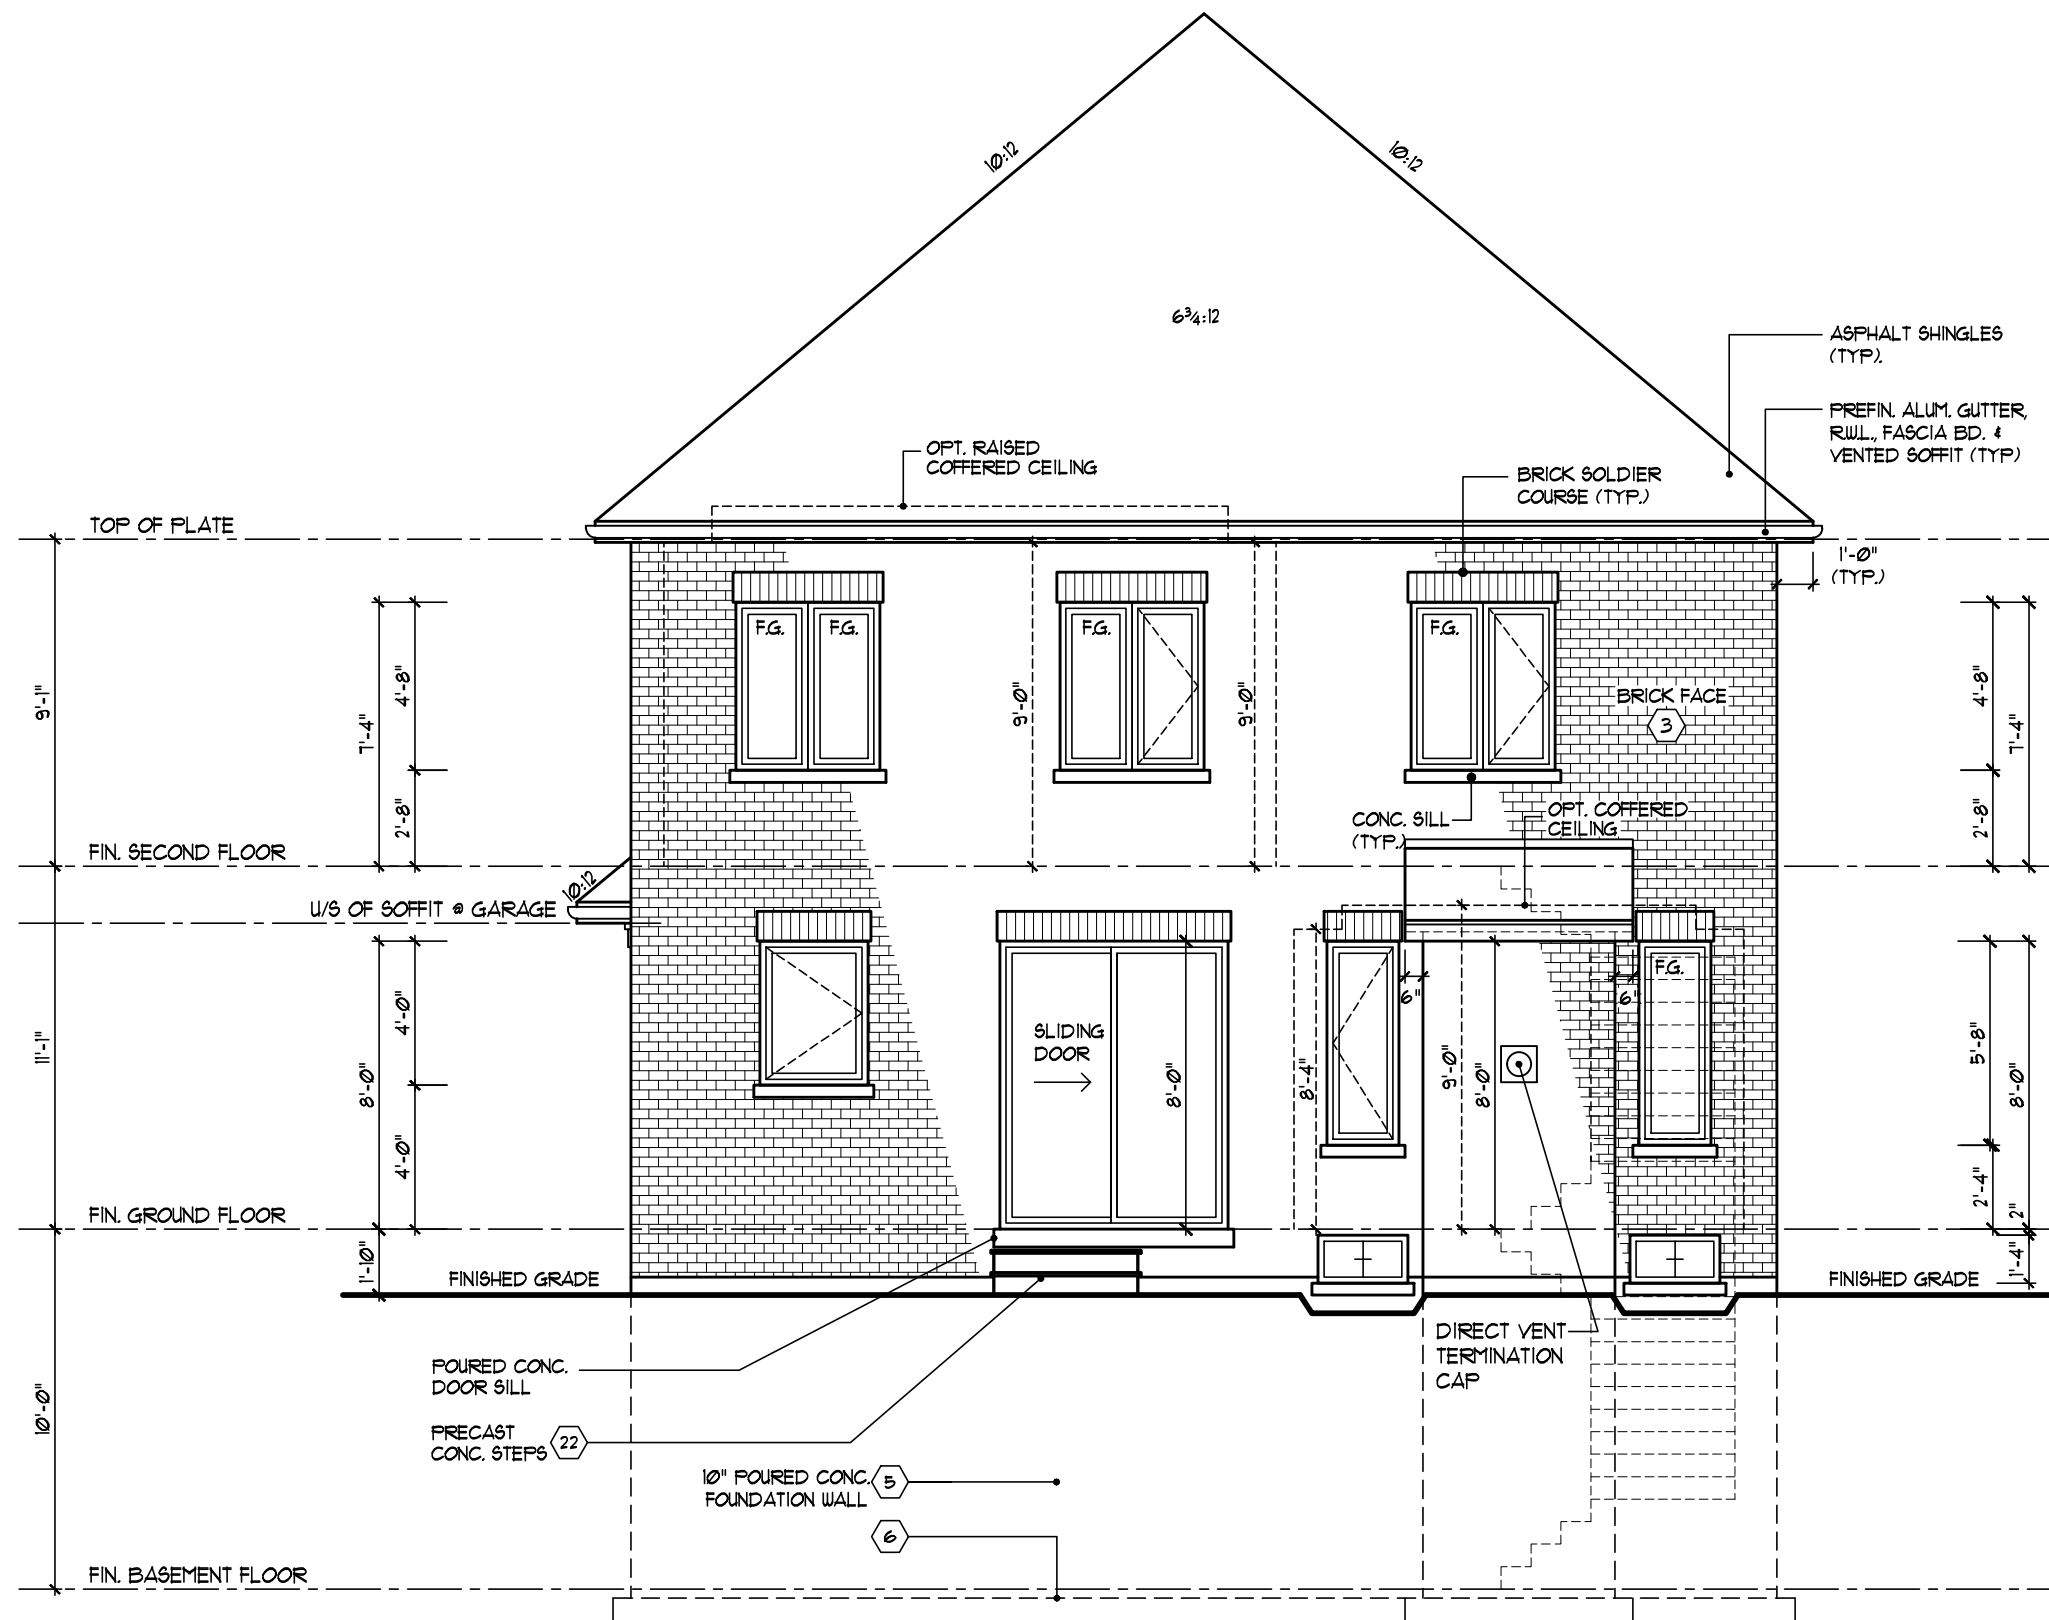 10:12
10:12
6¾:12
ASPHALT SHINGLES
(TYP).
PREFIN. ALUM. GUTTER,
R.W.L., FASCIA BD. &
VENTED SOFFIT (TYP)
OPT. RAISED
COFFERED CEILING
BRICK SOLDIER
COURSE (TYP.)
TOP OF PLATE
1'-0"
(TYP.)
F.G.
F.G.
F.G.
F.G.
9'-1"
7'-4"
4'-8"
9'-0"
9'-0"
BRICK FACE
3
4'-8"
7'-4"
2'-8"
CONC. SILL
(TYP.)
OPT. COFFERED
CEILING
2'-8"
FIN. SECOND FLOOR
10:12
U/S OF SOFFIT @ GARAGE
F.G.
6"
6"
11'-1"
8'-0"
4'-0"
4'-0"
SLIDING
DOOR
8'-0"
8'-4"
9'-0"
8'-0"
5'-8"
8'-0"
2'-4"
2"
1'-4"
FIN. GROUND FLOOR
1'-10"
FINISHED GRADE
FINISHED GRADE
DIRECT VENT
TERMINATION
CAP
POURED CONC.
DOOR SILL
10'-0"
PRECAST
CONC. STEPS
22
10" POURED CONC.
FOUNDATION WALL
5
6
FIN. BASEMENT FLOOR